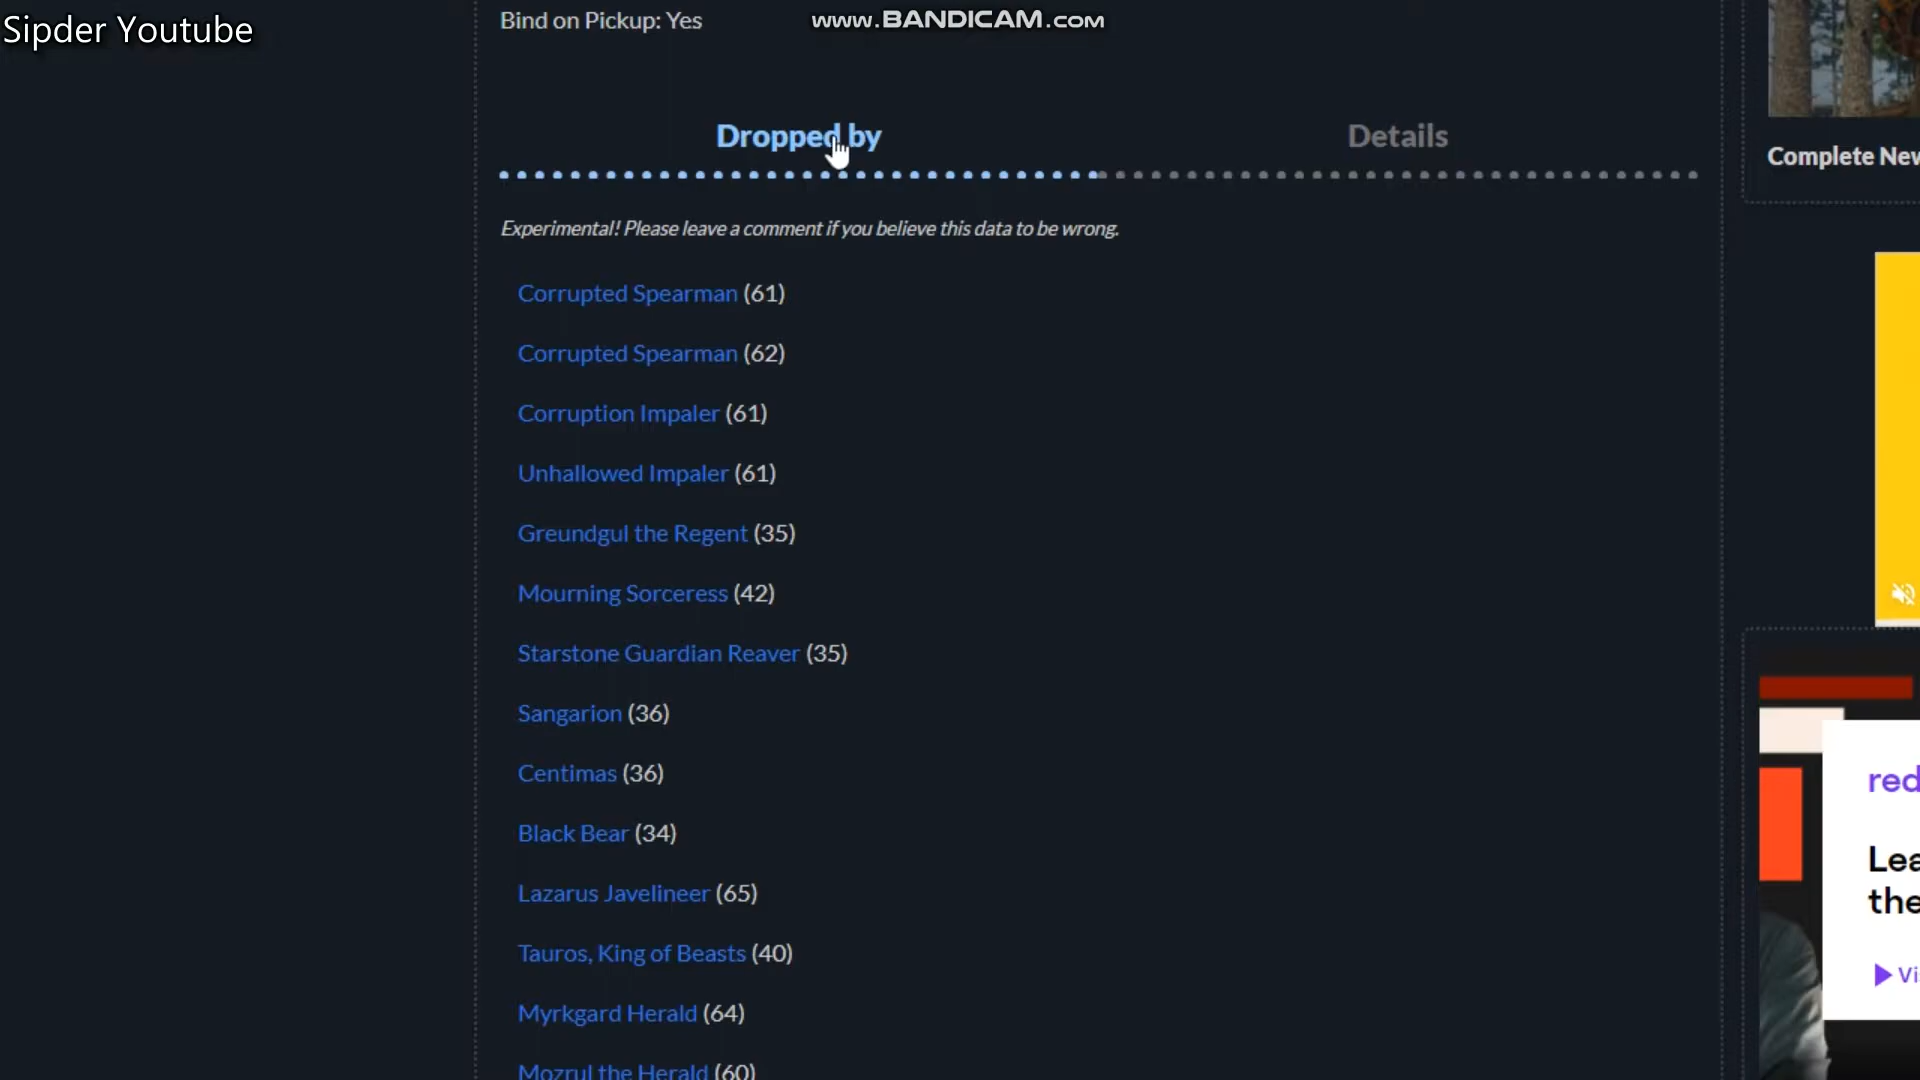 Sipder Youtube
Bind on Pickup: Yes
www.BANDICAM.com
Dropped by
Details
Complete New
Experimental! Please leave a comment if you believe this data to be wrong.
Corrupted Spearman (61)
Corrupted Spearman (62)
Corruption Impaler (61)
Unhallowed Impaler (61)
Greundgul the Regent (35)
Mourning Sorceress (42)
Starstone Guardian Reaver (35)
Sangarion (36)
Centimas (36)
Black Bear (34)
Lazarus Javelineer (65)
Tauros, King of Beasts (40)
Myrkgard Herald (64)
Mozrul the Herald (60)
red
Lea
the
Vi